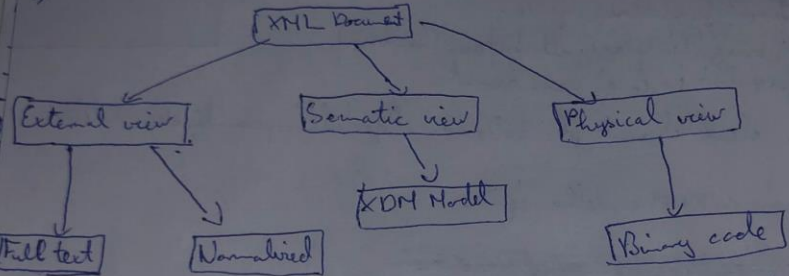 XML Document
External view
Sematic view
Physical view
XDM Model
Full text
Normalized
Binary code